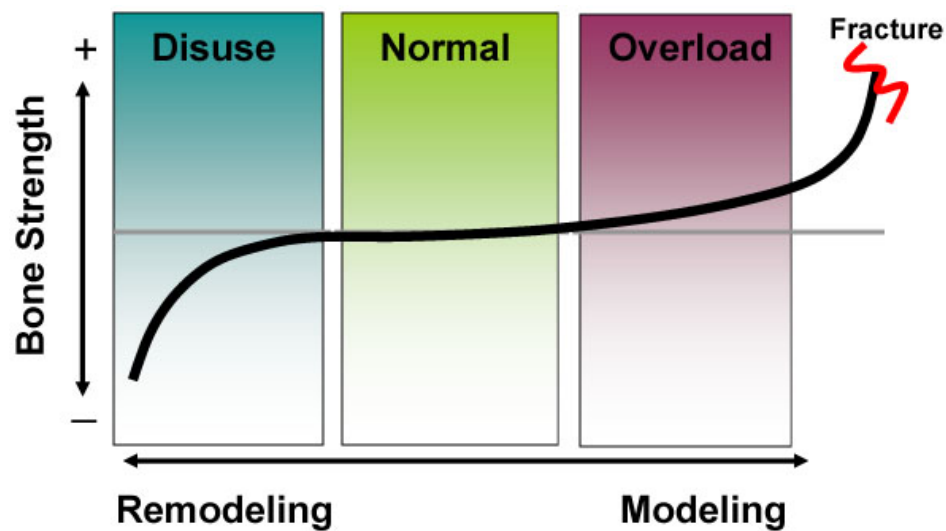 Disuse
Normal
Overload
Fracture
+
Bone Strength
–
Remodeling
Modeling